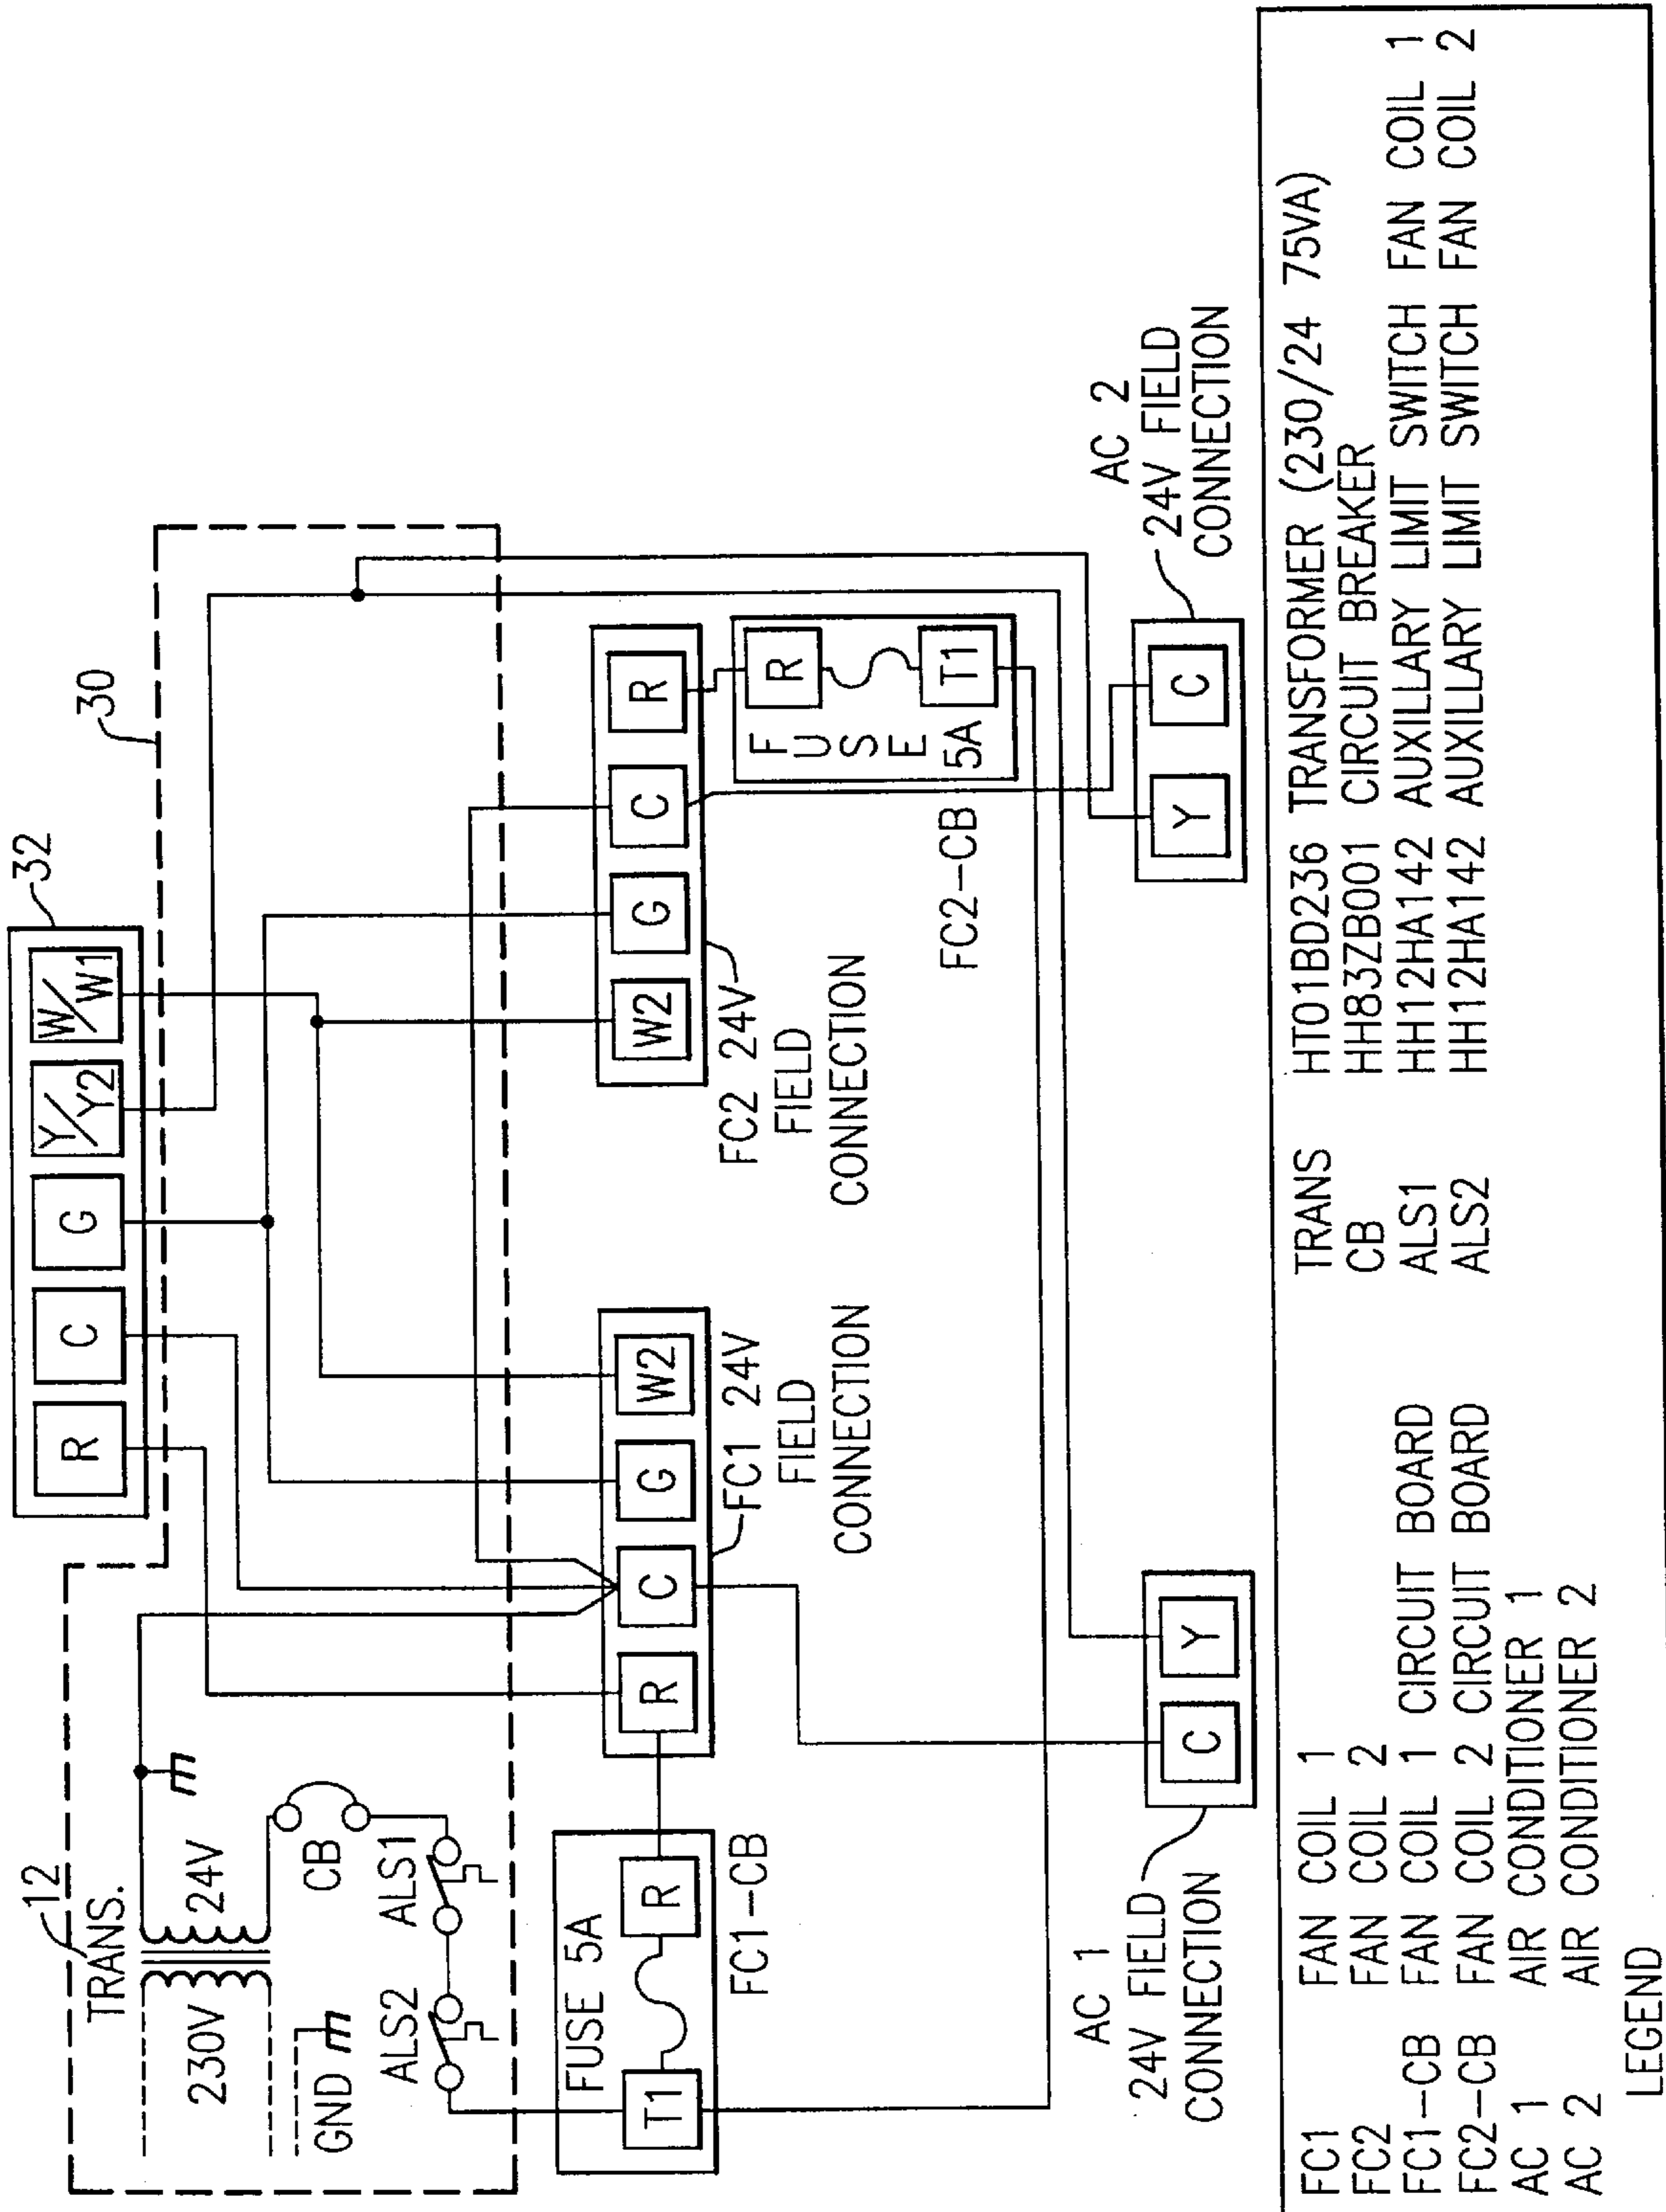 32
R
C
G
Y/Y2
W/W1
30
12
TRANS.
230V
24V
GND
CB
ALS2
ALS1
FUSE 5A
T1
R
FC1-CB
R
C
G
W2
FC1 24V
FIELD
CONNECTION
W2
G
C
R
FC2 24V
FIELD
CONNECTION
R
FUSE
5A
T1
FC2-CB
AC 1
24V FIELD
CONNECTION
C
Y
AC 2
24V FIELD
CONNECTION
Y
C
FC1 FAN COIL 1
FC2 FAN COIL 2
FC1-CB FAN COIL 1 CIRCUIT BOARD
FC2-CB FAN COIL 2 CIRCUIT BOARD
AC 1 AIR CONDITIONER 1
AC 2 AIR CONDITIONER 2
TRANS HT01BD236 TRANSFORMER (230/24 75VA)
CB HH83ZB001 CIRCUIT BREAKER
ALS1 HH12HA142 AUXILLARY LIMIT SWITCH FAN COIL 1
ALS2 HH12HA142 AUXILLARY LIMIT SWITCH FAN COIL 2
LEGEND